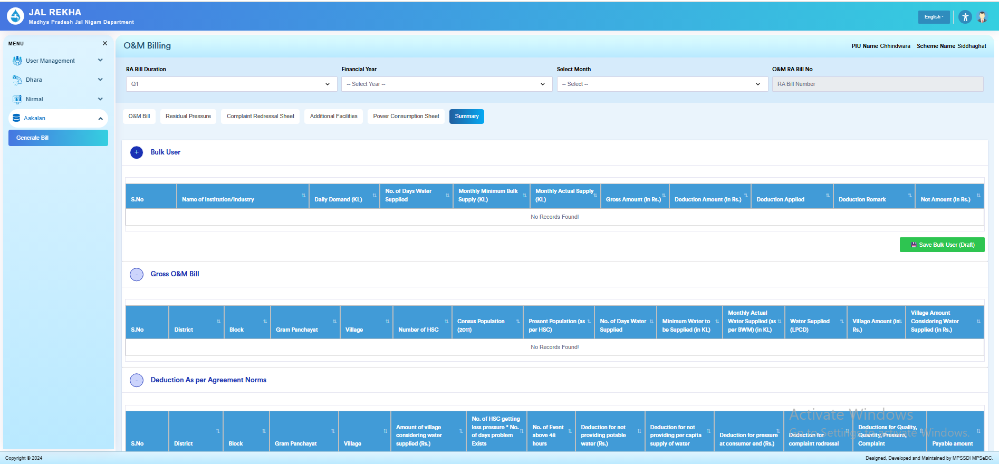 JAL REKHA
Madhya Pradesh Jal Nigam Department
English
MENU
User Management
Dhara
Nirmal
Aakalan
Generate Bill
O&M Billing
PIU Name Chhindwara Scheme Name Siddhaghat
RA Bill Duration
Financial Year
Select Month
O&M RA Bill No
Q1
-- Select Year --
-- Select --
RA Bill Number
O&M Bill
Residual Pressure
Complaint Redressal Sheet
Additional Facilities
Power Consumption Sheet
Summary
+ Bulk User
S.No
Name of institution/industry
Daily Demand (KL)
No. of Days Water
Supplied
Monthly Minimum Bulk
Supply (KL)
Monthly Actual Supply
(KL)
Gross Amount (in Rs.)
Deduction Amount (in Rs.)
Deduction Applied
Deduction Remark
Net Amount (in Rs.)
No Records Found!
Save Bulk User (Draft)
- Gross O&M Bill
S.No
District
Block
Gram Panchayat
Village
Number of HSC
Census Population
(2011)
Present Population (as
per HSC)
No. of Days Water
Supplied
Minimum Water to
be Supplied (in KL)
Monthly Actual
Water Supplied (as
per BWM) (in KL)
Water Supplied
(LPCD)
Village Amount (in
Rs.)
Village Amount
Considering Water
Supplied (in Rs.)
No Records Found!
- Deduction As per Agreement Norms
S.No
District
Block
Gram Panchayat
Village
Amount of village
considering water
supplied (Rs.)
No. of HSC getting
less pressure * No.
of days problem
Exists
No. of Event
above 48
hours
Deduction for not
providing potable
water (Rs.)
Deduction for not
providing per capita
supply of water
Deduction for pressure
at consumer end (Rs.)
Deduction for
complaint redressal
Deductions for Quality,
Quantity, Pressure,
Complaint
Payable amount
Activate Windows
Go to Settings to activate Windows.
Copyright © 2024
Designed, Developed and Maintained by MPSSDI MPSeDC.